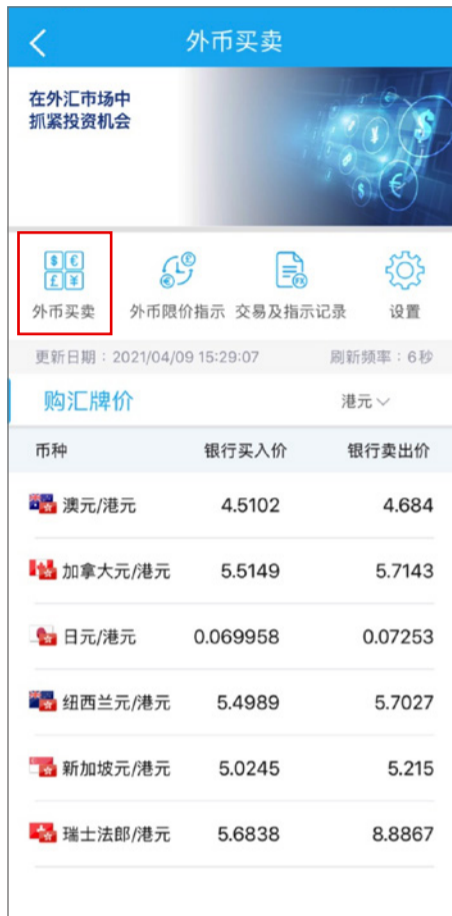 外币买卖
在外汇市场中
抓紧投资机会
外币买卖 外币限价指示 交易及指示记录 设置
更新日期：2021/04/09 15:29:07 刷新频率：6秒
购汇牌价 港元
币种 银行买入价 银行卖出价
澳元/港元 4.5102 4.684
加拿大元/港元 5.5149 5.7143
日元/港元 0.069958 0.07253
纽西兰元/港元 5.4989 5.7027
新加坡元/港元 5.0245 5.215
瑞士法郎/港元 5.6838 8.8867